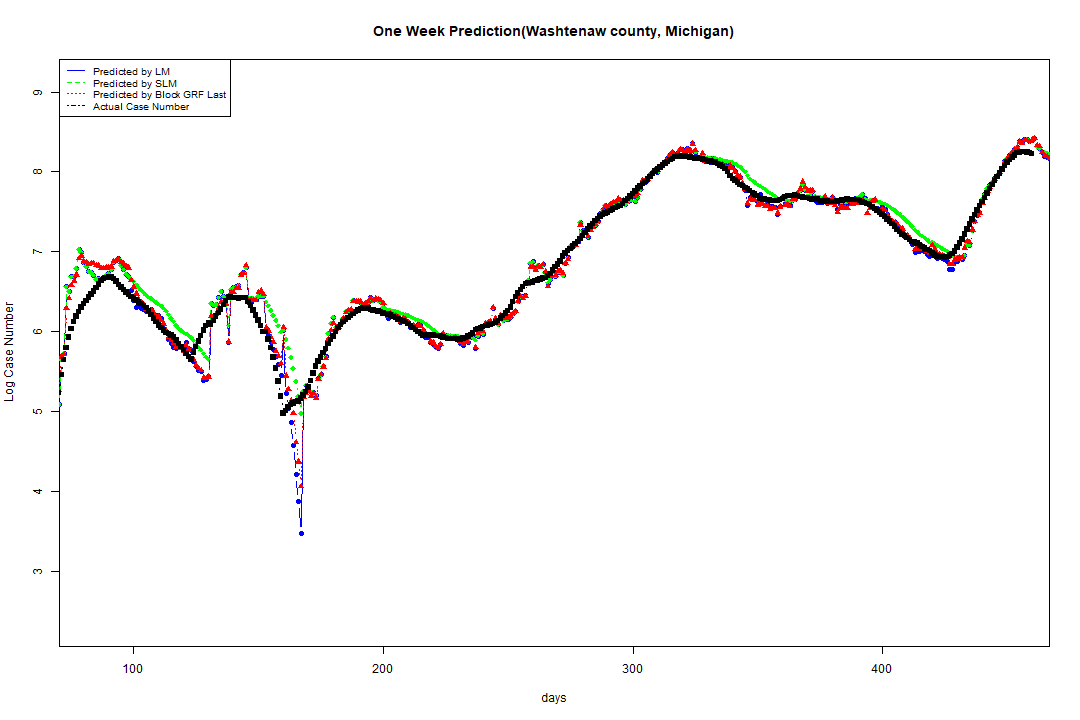 One Week Prediction(Washtenaw county, Michigan)
Predicted by LM
Predicted by SLM
Predicted by Block GRF Last
Actual Case Number
9
8
7
6
5
4
3
Log Case Number
100 200 300 400
days